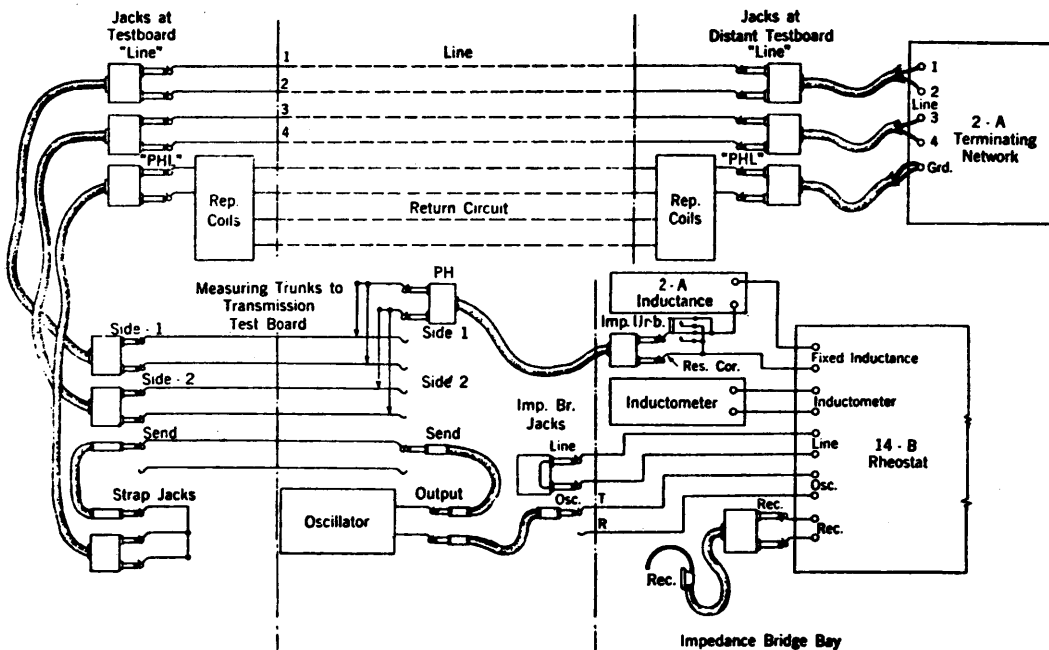 Jacks at
Testboard
"Line"
Jacks at
Distant Testboard
"Line"
Line
1
2
3
4
1
2
Line
3
4
Grd.
2 - A
Terminating
Network
"PHL"
"PHL"
Rep.
Coils
Return Circuit
Rep.
Coils
Measuring Trunks to
Transmission
Test Board
PH
Side - 1
Side 1
Side - 2
Side 2
2 - A
Inductance
Imp.
Res. Cor.
Fixed Inductance
Inductometer
Inductometer
Imp. Br.
Jacks
Line
Line
14 - B
Rheostat
Send
Send
Strap Jacks
Oscillator
Output
Osc.
T
R
Osc.
Rec.
Rec.
Rec.
Impedance Bridge Bay